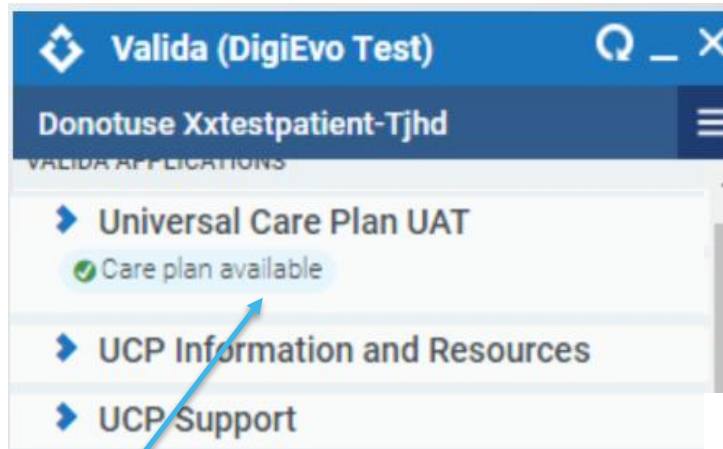 Valida (DigiEvo Test)
Donotuse Xxtestpatient-Tjhd
VALIDA APPLICATIONS
Universal Care Plan UAT
Care plan available
UCP Information and Resources
UCP Support